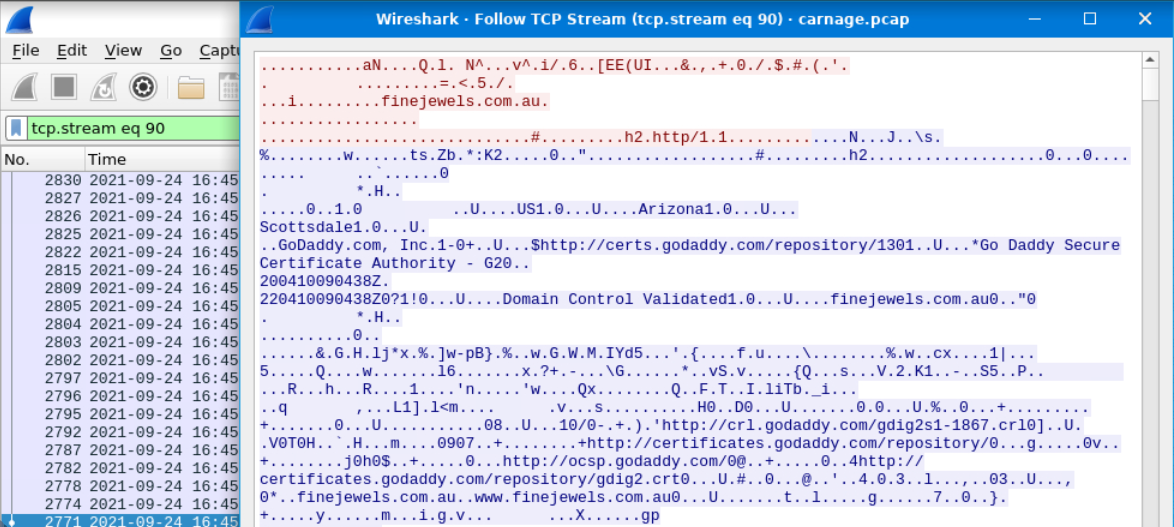 Wireshark · Follow TCP Stream (tcp.stream eq 90) · carnage.pcap
File Edit View Go Captu
tcp.stream eq 90
No. Time
2830 2021-09-24 16:45
2827 2021-09-24 16:45
2826 2021-09-24 16:45
2825 2021-09-24 16:45
2822 2021-09-24 16:45
2815 2021-09-24 16:45
2809 2021-09-24 16:45
2805 2021-09-24 16:45
2804 2021-09-24 16:45
2803 2021-09-24 16:45
2802 2021-09-24 16:45
2797 2021-09-24 16:45
2796 2021-09-24 16:45
2795 2021-09-24 16:45
2792 2021-09-24 16:45
2787 2021-09-24 16:45
2782 2021-09-24 16:45
2778 2021-09-24 16:45
2774 2021-09-24 16:45
2771 2021-09-24 16:45
...........aN....Q.l. N^...v^.i/.6..[EE(UI...&.,.+.0./.$.#.(.'.
. .........=.<.5./.
...i.........finejewels.com.au.
.................
.............................#.........h2.http/1.1.............N...J..\s.
%........w......ts.Zb.*:K2.....0.."..................#.........h2...................0...0....
..... ..`......0
. *.H..
.....0..1.0 ..U....US1.0...U....Arizona1.0...U...
Scottsdale1.0...U.
..GoDaddy.com, Inc.1-0+..U...$http://certs.godaddy.com/repository/1301..U...*Go Daddy Secure
Certificate Authority - G20..
200410090438Z.
220410090438Z0?1!0...U....Domain Control Validated1.0...U....finejewels.com.au0.."0
. *.H..
..........0..
......&.G.H.lj*x.%.]w-pB}.%..w.G.W.M.IYd5...'.{....f.u....\........%.w..cx....1|...
5.....Q....w......l6.......x.?+.-...\G......*..vS.v.....{Q...s...V.2.K1..-..S5..P..
...R...h...R....1....'n.....'w....Qx........Q..F.T..I.liTb._i...
..q ,...L1].l<m.... .v...s..........H0..D0...U.......0.0...U.%..0...+.........
+.......0...U...........08..U...10/0-.+.).'http://crl.godaddy.com/gdig2s1-1867.crl0]..U.
.V0T0H..`.H...m....0907..+........+http://certificates.godaddy.com/repository/0...g.....0v..
+........j0h0$..+.....0...http://ocsp.godaddy.com/0@..+.....0..4http://
certificates.godaddy.com/repository/gdig2.crt0...U.#..0...@..'..4.0.3..l...,..03..U...,
0*..finejewels.com.au..www.finejewels.com.au0...U.......t..l.....g......7..0..}.
+.....y......m...i.g.v... ...X......gp